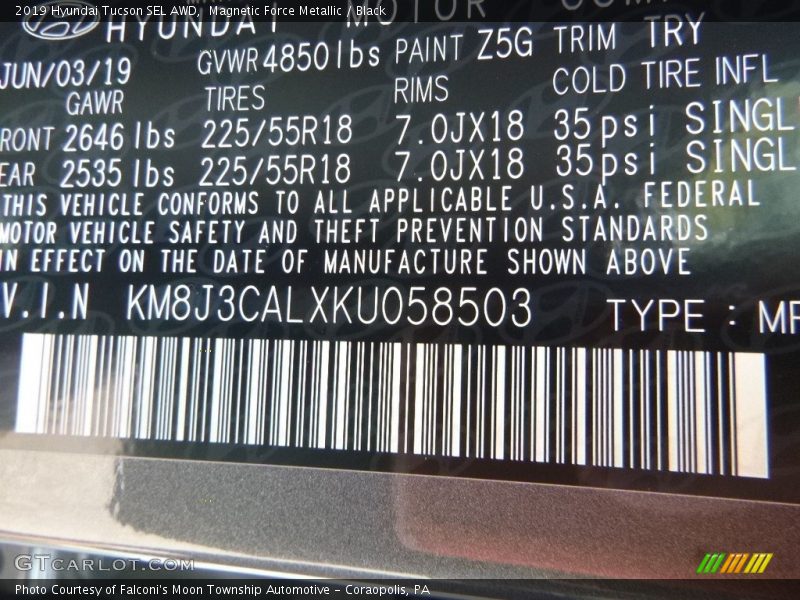 2019 Hyundai Tucson SEL AWD, Magnetic Force Metallic / Black
HYUNDAI MOTOR
JUN/03/19 GVWR 4850lbs PAINT Z5G TRIM TRY
GAWR TIRES RIMS COLD TIRE INFL
RONT 2646 lbs 225/55R18 7.0JX18 35psi SINGL
EAR 2535 lbs 225/55R18 7.0JX18 35psi SINGL
THIS VEHICLE CONFORMS TO ALL APPLICABLE U.S.A. FEDERAL
MOTOR VEHICLE SAFETY AND THEFT PREVENTION STANDARDS
IN EFFECT ON THE DATE OF MANUFACTURE SHOWN ABOVE
V.I.N KM8J3CALXKU058503 TYPE : MP
GTCARLOT.COM
Photo Courtesy of Falconi's Moon Township Automotive - Coraopolis, PA